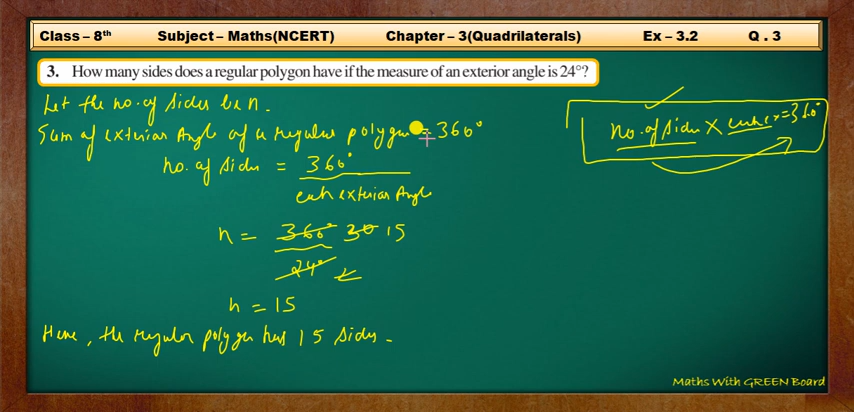 Class – 8th Subject – Maths(NCERT) Chapter – 3(Quadrilaterals) Ex – 3.2 Q . 3
3. How many sides does a regular polygon have if the measure of an exterior angle is 24°?
Let the no. of sides be n.
Sum of exterior Angle of a regular polygon = 360°
no. of sides × each ex = 360°
no. of sides = 360°
each exterior Angle
n = 360° 30 15
24° 2
n = 15
Hence, the regular polygon has 15 sides.
Maths With GREEN Board